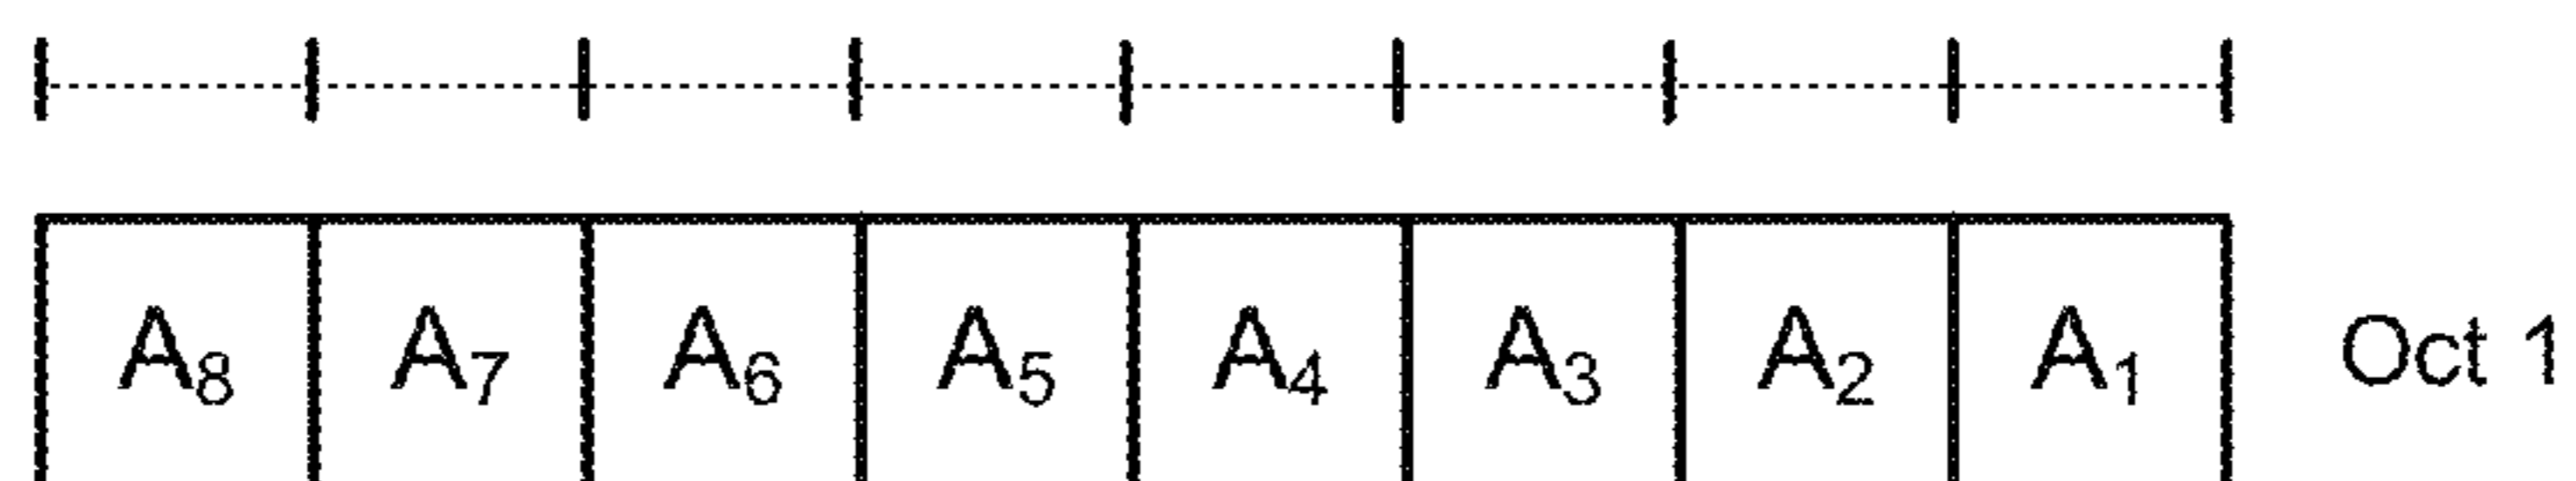 A₈ A₇ A₆ A₅ A₄ A₃ A₂ A₁ Oct 1